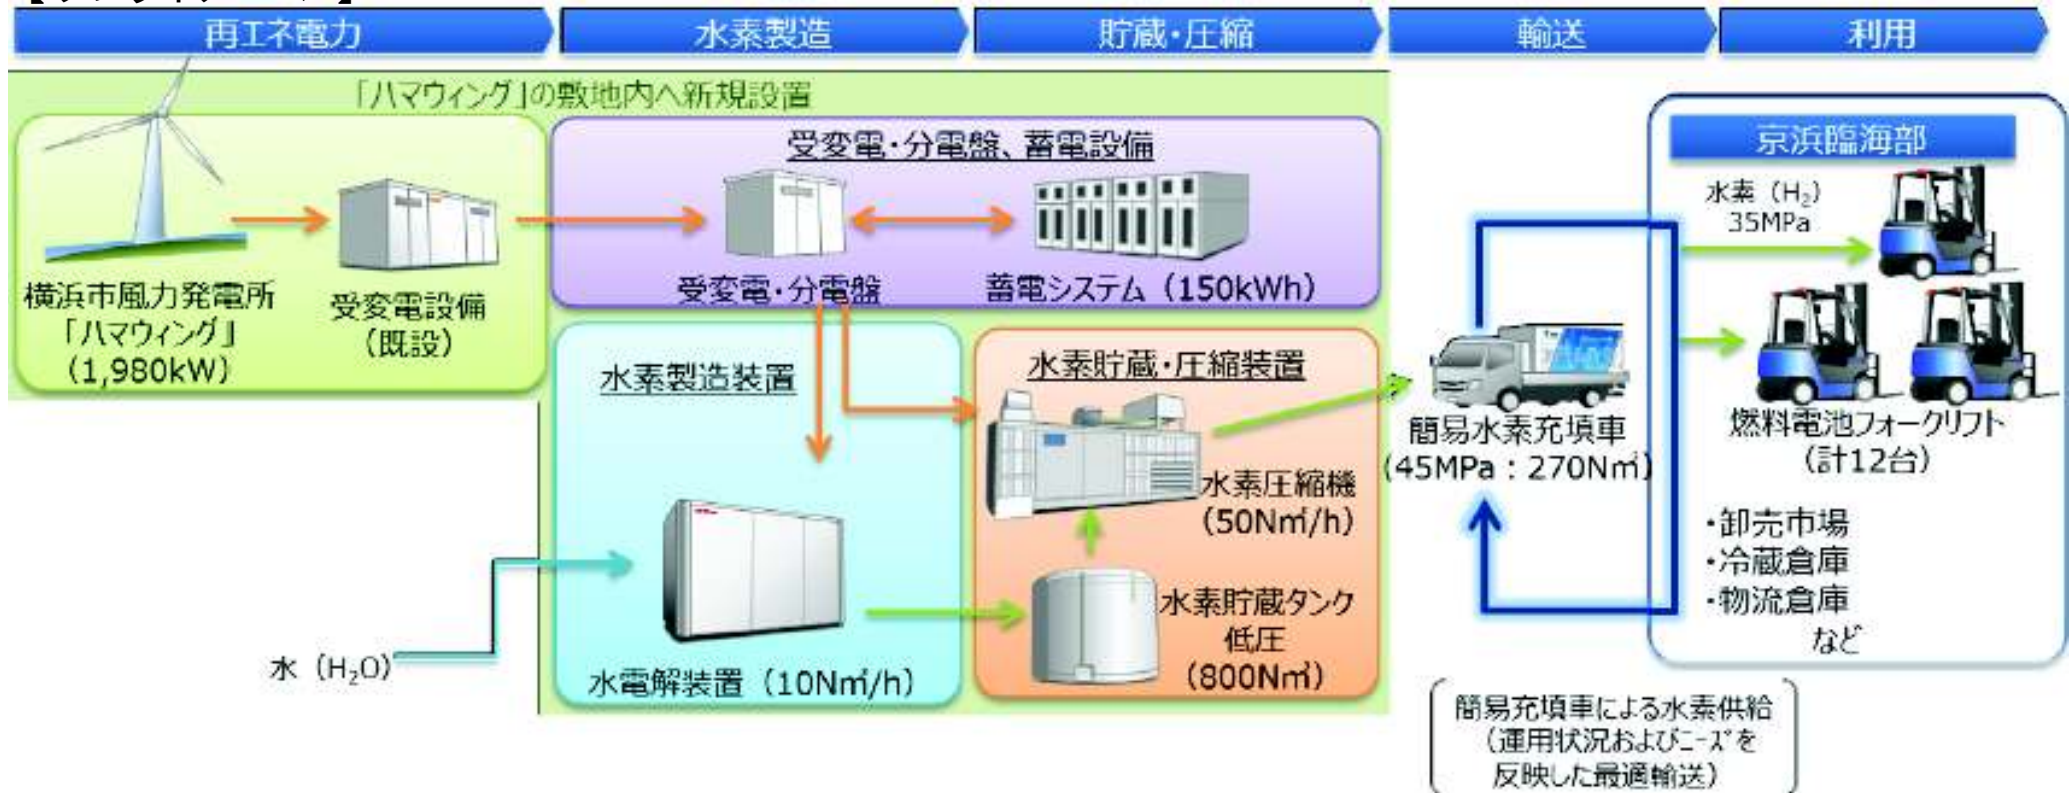 再エネ電力
水素製造
貯蔵・圧縮
輸送
利用
「ハマウィング」の敷地内へ新規設置
横浜市風力発電所
「ハマウィング」
(1,980kW)
受変電設備
(既設)
受変電・分電盤、蓄電設備
受変電・分電盤
蓄電システム(150kWh)
水素製造装置
水(H₂O)
水電解装置(10Nm³/h)
水素貯蔵・圧縮装置
水素圧縮機
(50Nm³/h)
水素貯蔵タンク
低圧
(800Nm³)
簡易水素充填車
(45MPa:270Nm³)
京浜臨海部
水素(H₂)
35MPa
燃料電池フォークリフト
(計12台)
・卸売市場
・冷蔵倉庫
・物流倉庫
など
簡易充填車による水素供給
(運用状況およびニーズを
反映した最適輸送)